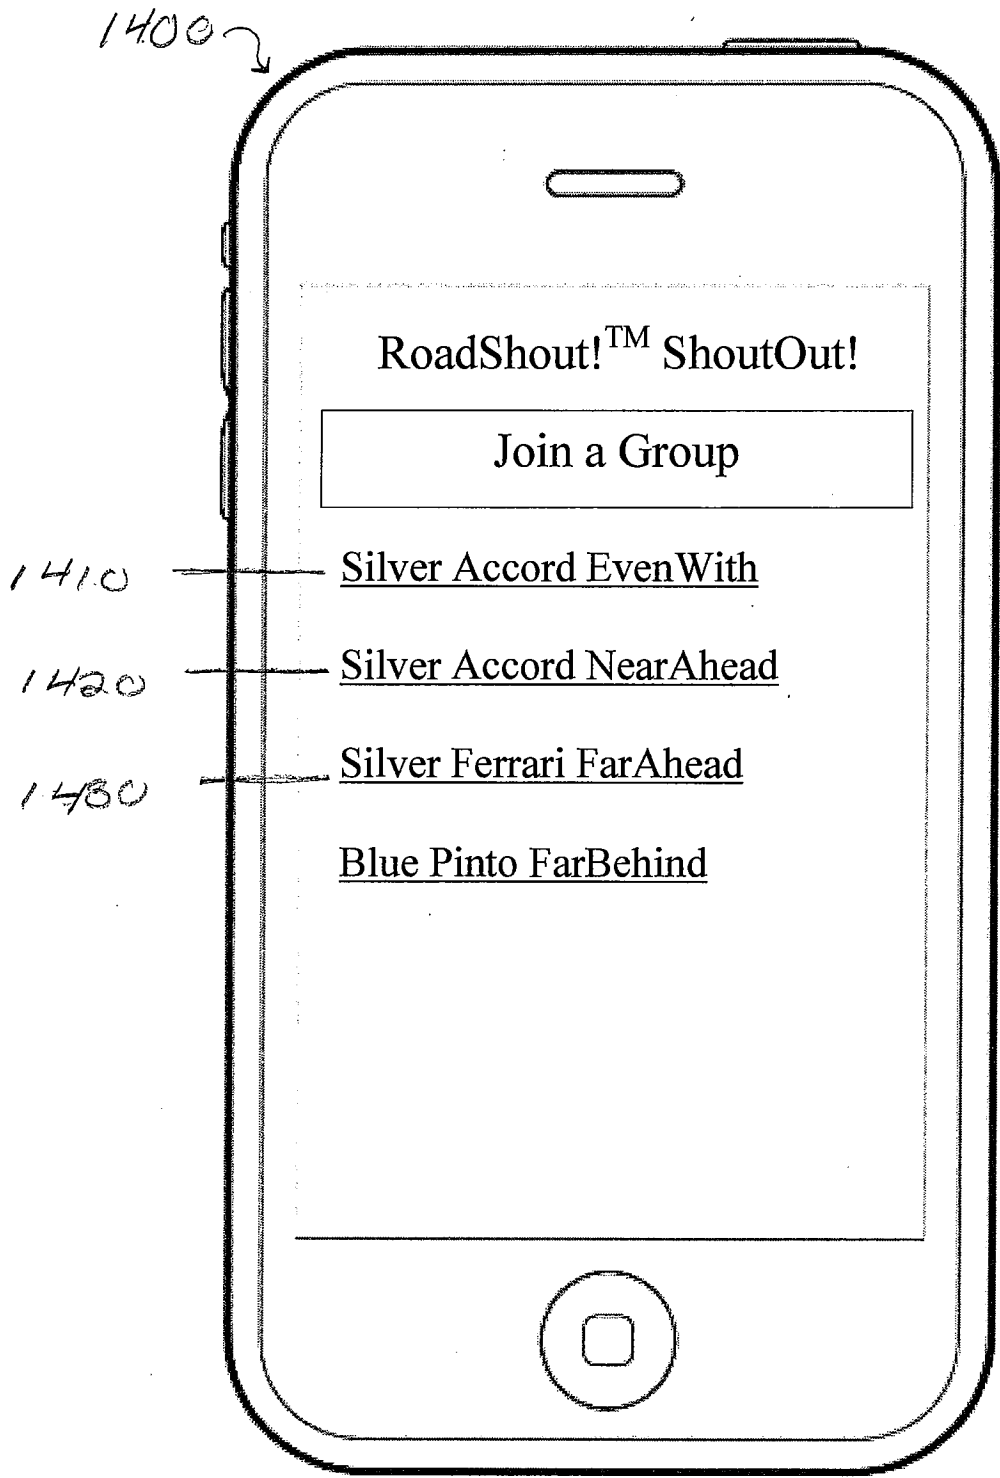 1400
RoadShout!™ ShoutOut!
Join a Group
1410 Silver Accord EvenWith
1420 Silver Accord NearAhead
1430 Silver Ferrari FarAhead
Blue Pinto FarBehind